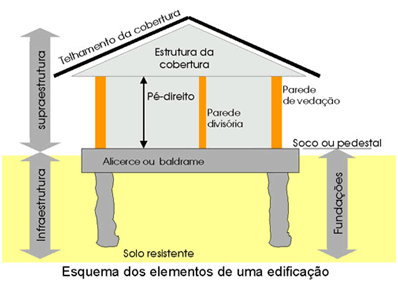 Telhamento da cobertura
Estrutura da
cobertura
supraestrutura
Pé-direito
Parede
de vedação
Parede
divisória
Soco ou pedestal
Alicerce ou baldrame
Infraestrutura
Fundações
Solo resistente
Esquema dos elementos de uma edificação